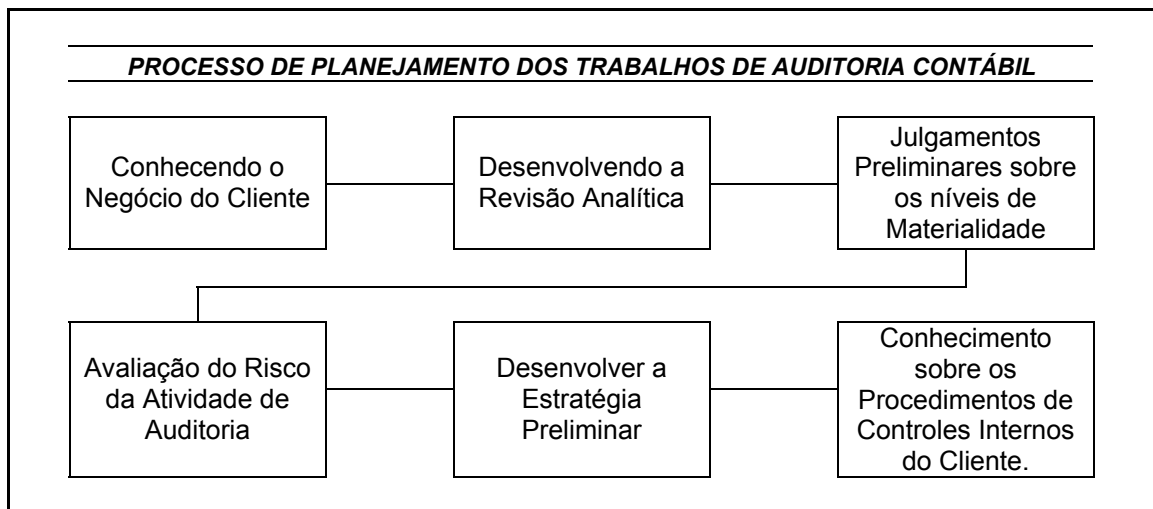 PROCESSO DE PLANEJAMENTO DOS TRABALHOS DE AUDITORIA CONTÁBIL
Conhecendo o
Negócio do Cliente
Desenvolvendo a
Revisão Analítica
Julgamentos
Preliminares sobre
os níveis de
Materialidade
Avaliação do Risco
da Atividade de
Auditoria
Desenvolver a
Estratégia
Preliminar
Conhecimento
sobre os
Procedimentos de
Controles Internos
do Cliente.